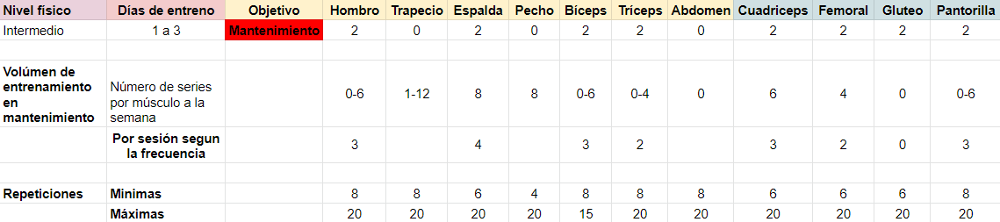 Nivel físico Días de entreno Objetivo Hombro Trapecio Espalda Pecho Bíceps Tríceps Abdomen Cuadriceps Femoral Gluteo Pantorilla
Intermedio 1 a 3 Mantenimiento 2 0 2 0 2 2 0 2 2 2 2
Volúmen de
entrenamiento
en
mantenimiento
Número de series
por músculo a la
semana
0-6 1-12 8 8 0-6 0-4 0 6 4 0 0-6
Por sesión segun
la frecuencia
3 4 3 2 3 2 0 3
Repeticiones Minimas 8 8 6 4 8 8 8 6 6 6 8
Máximas 20 20 20 20 15 20 20 20 20 20 20